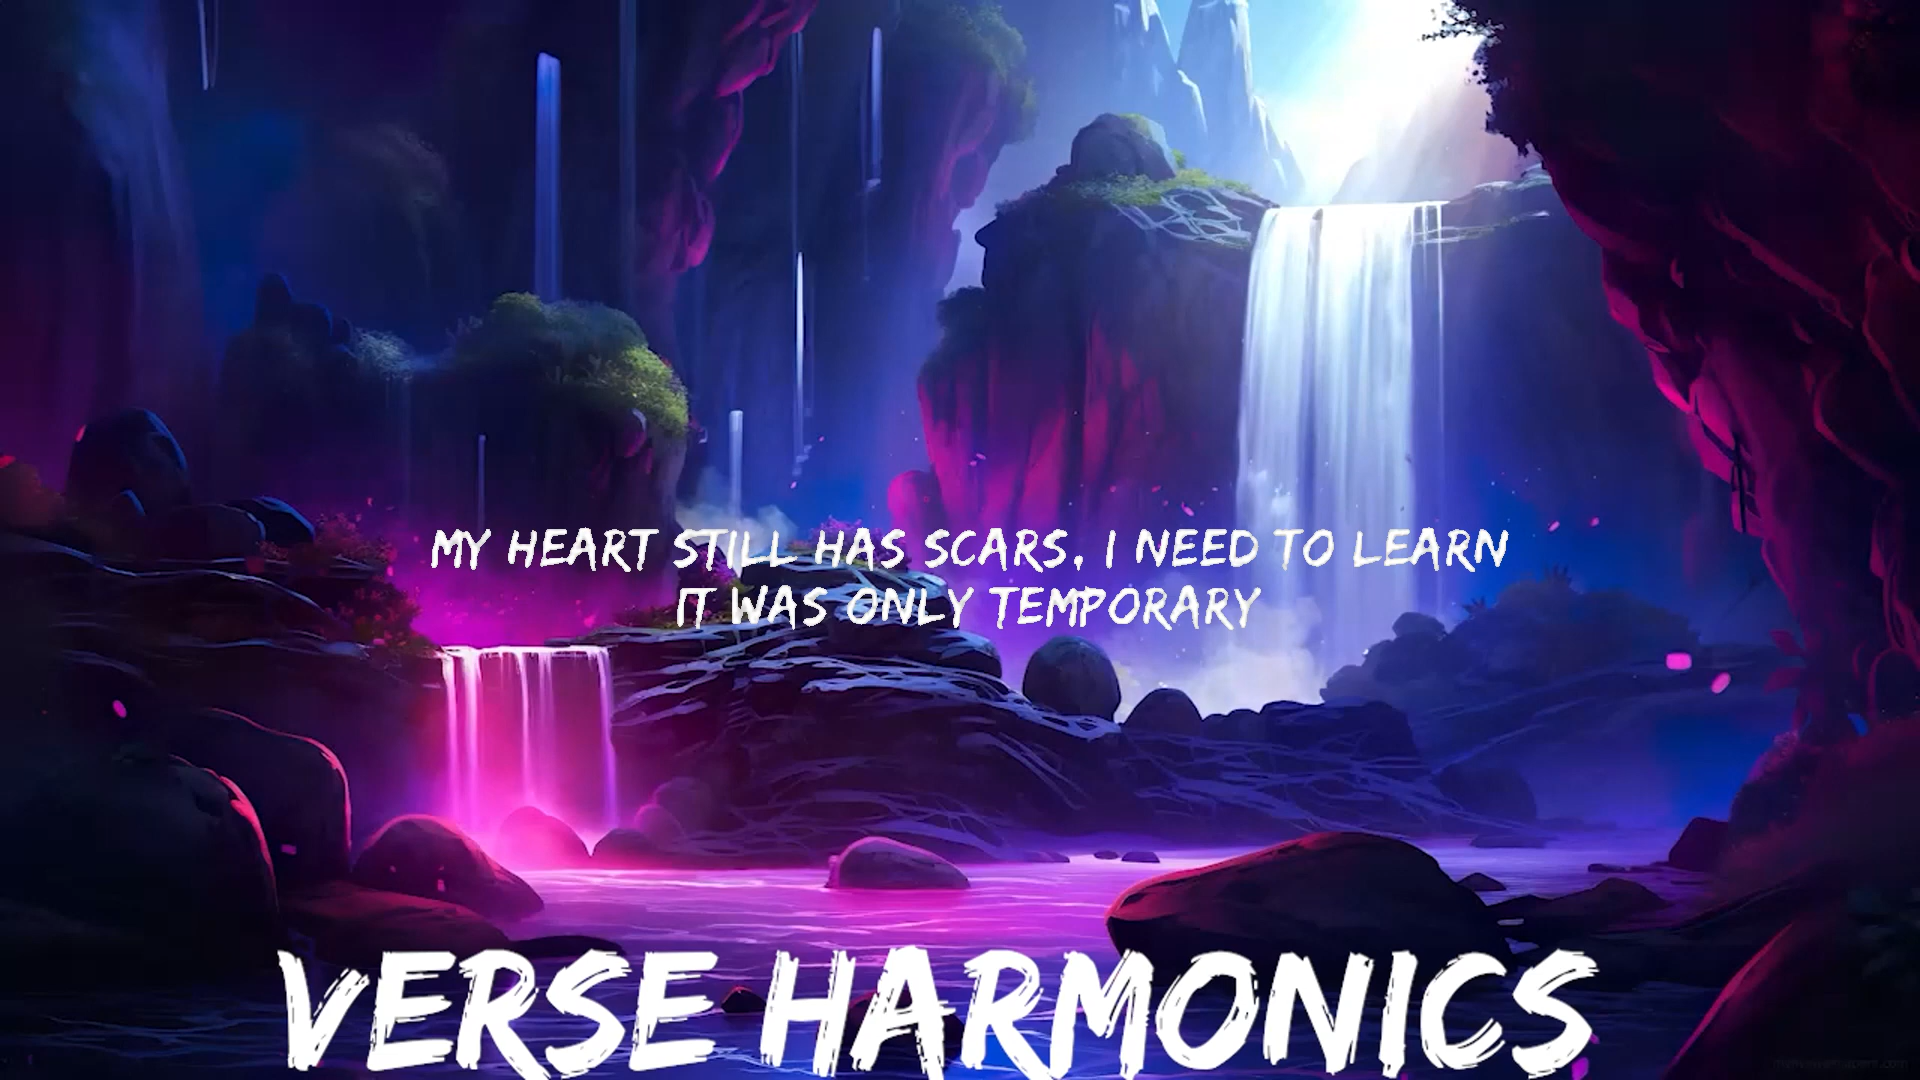 MY HEART STILL HAS SCARS, I NEED TO LEARN
IT WAS ONLY TEMPORARY
VERSE HARMONICS